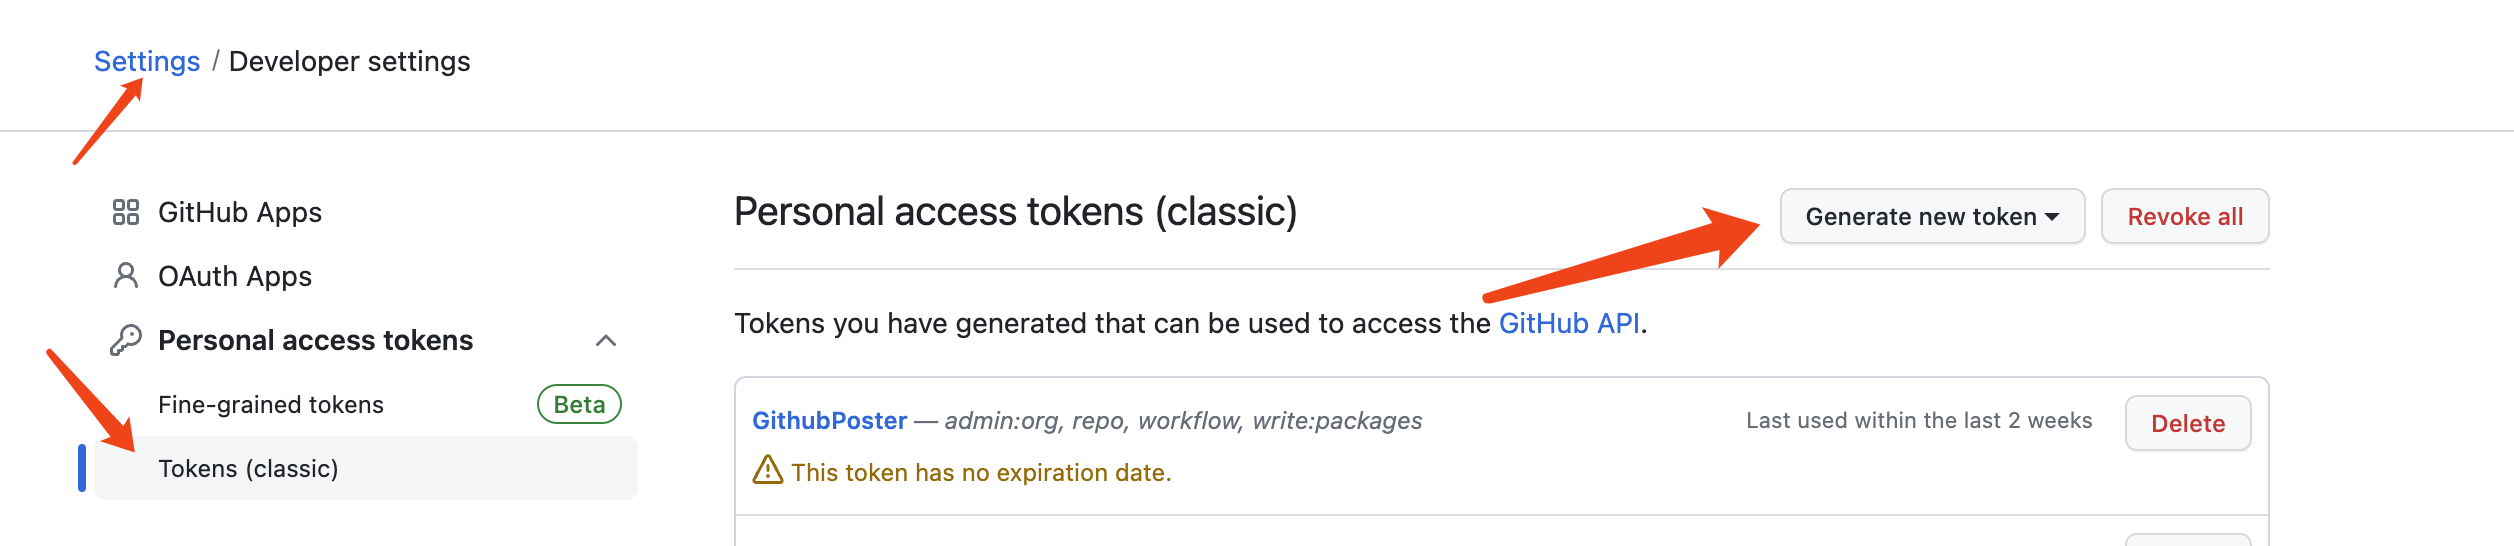 Settings / Developer settings
GitHub Apps
OAuth Apps
Personal access tokens
Fine-grained tokens Beta
Tokens (classic)
Personal access tokens (classic)
Generate new token
Revoke all
Tokens you have generated that can be used to access the GitHub API.
GithubPoster — admin:org, repo, workflow, write:packages
Last used within the last 2 weeks
Delete
This token has no expiration date.